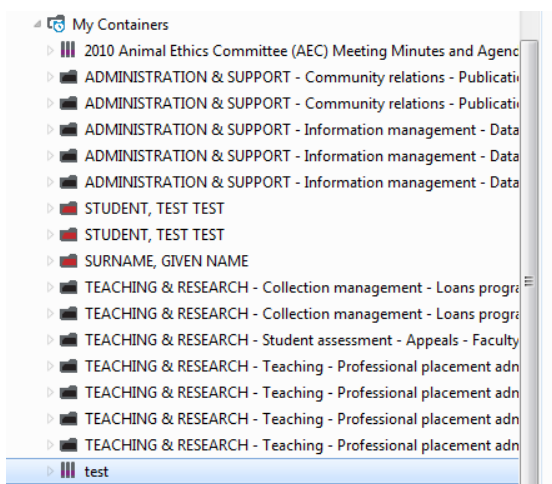 My Containers
2010 Animal Ethics Committee (AEC) Meeting Minutes and Agenc
ADMINISTRATION & SUPPORT - Community relations - Publicati
ADMINISTRATION & SUPPORT - Community relations - Publicati
ADMINISTRATION & SUPPORT - Information management - Data
ADMINISTRATION & SUPPORT - Information management - Data
ADMINISTRATION & SUPPORT - Information management - Data
STUDENT, TEST TEST
STUDENT, TEST TEST
SURNAME, GIVEN NAME
TEACHING & RESEARCH - Collection management - Loans progra
TEACHING & RESEARCH - Collection management - Loans progra
TEACHING & RESEARCH - Student assessment - Appeals - Faculty
TEACHING & RESEARCH - Teaching - Professional placement adn
TEACHING & RESEARCH - Teaching - Professional placement adn
TEACHING & RESEARCH - Teaching - Professional placement adn
TEACHING & RESEARCH - Teaching - Professional placement adn
test